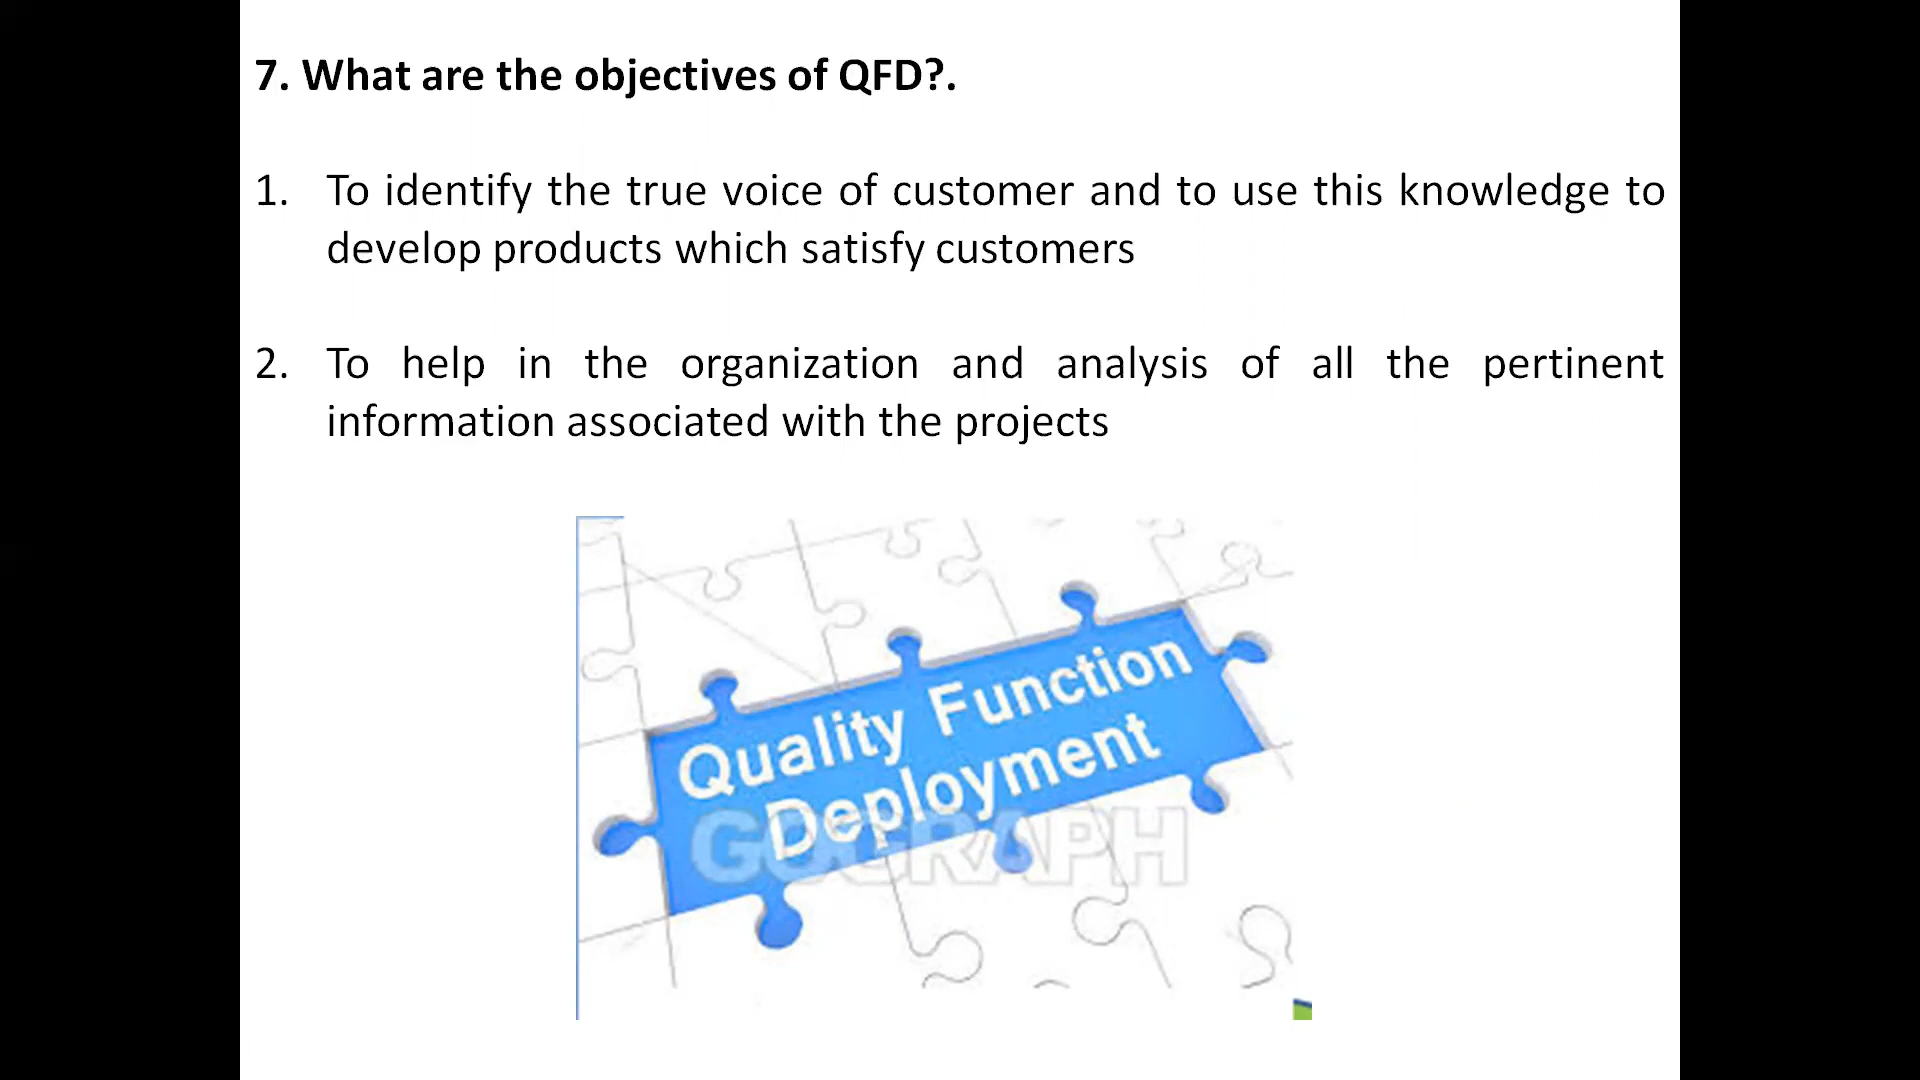 7. What are the objectives of QFD?.
1. To identify the true voice of customer and to use this knowledge to
develop products which satisfy customers
2. To help in the organization and analysis of all the pertinent
information associated with the projects
Quality Function
Deployment
GOGRAPH